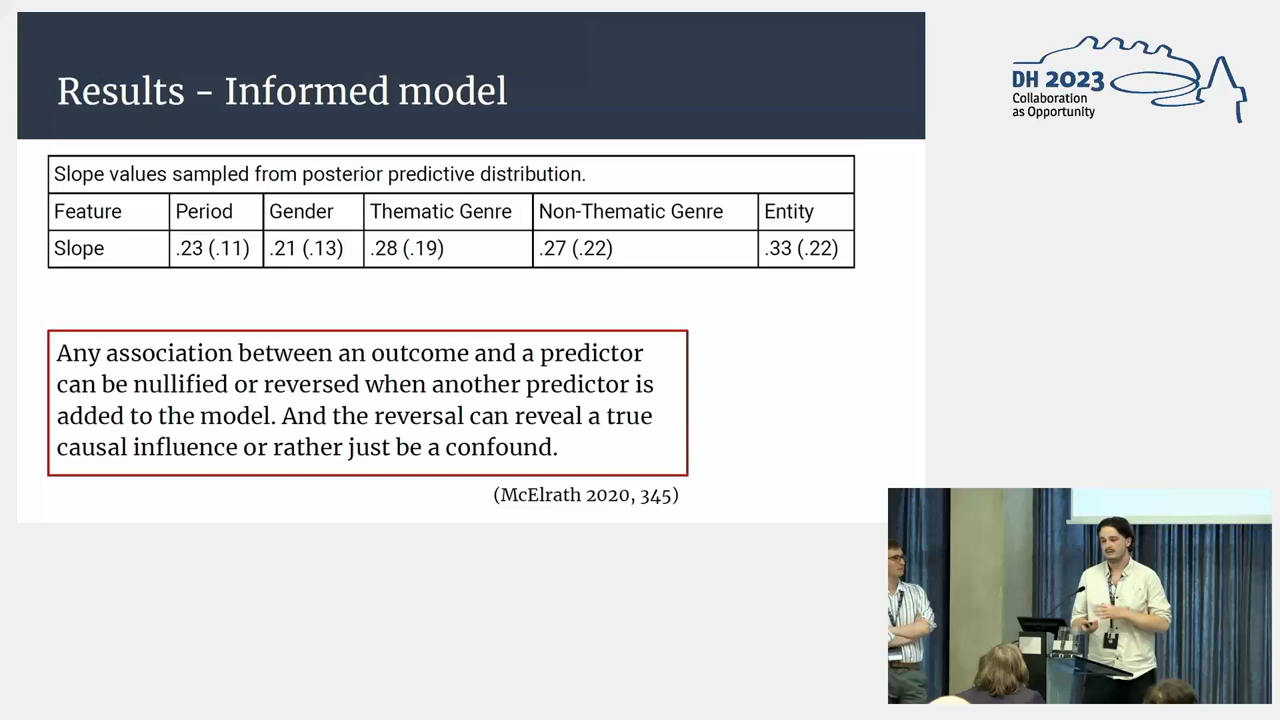 Results - Informed model
DH 2023
Collaboration
as Opportunity
Slope values sampled from posterior predictive distribution.
Feature Period Gender Thematic Genre Non-Thematic Genre Entity
Slope .23 (.11) .21 (.13) .28 (.19) .27 (.22) .33 (.22)
Any association between an outcome and a predictor
can be nullified or reversed when another predictor is
added to the model. And the reversal can reveal a true
causal influence or rather just be a confound.
(McElrath 2020, 345)